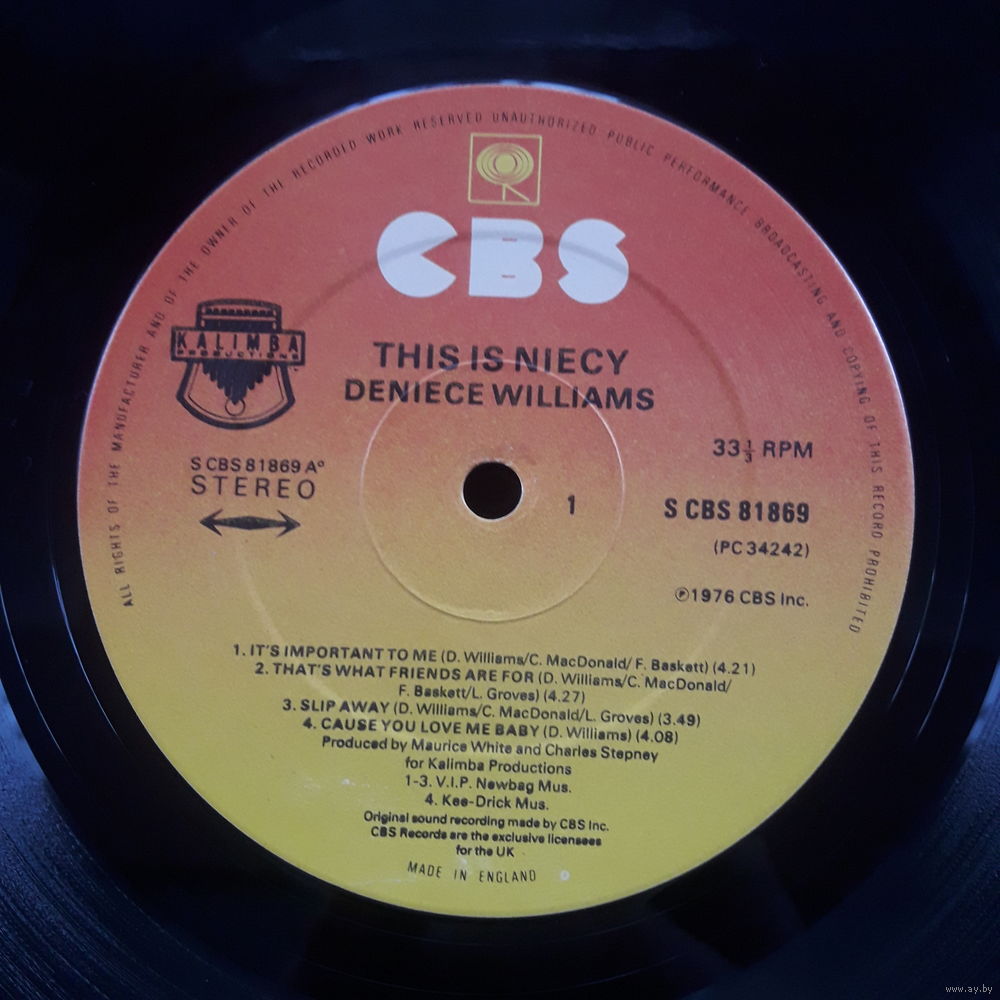 ALL RIGHTS OF THE MANUFACTURER AND OF THE OWNER OF THE RECORDED WORK RESERVED UNAUTHORIZED PUBLIC PERFORMANCE BROADCASTING AND COPYING OF THIS RECORD PROHIBITED
CBS
KALIMBA
PRODUCTIONS
THIS IS NIECY
DENIECE WILLIAMS
33⅓ RPM
S CBS 81869 A°
STEREO
1
S CBS 81869
(PC 34242)
℗1976 CBS Inc.
1. IT'S IMPORTANT TO ME (D. Williams/C. MacDonald/ F. Baskett) (4.21)
2. THAT'S WHAT FRIENDS ARE FOR (D. Williams/C. MacDonald/
F. Baskett/L. Groves) (4.27)
3. SLIP AWAY (D. Williams/C. MacDonald/L. Groves) (3.49)
4. CAUSE YOU LOVE ME BABY (D. Williams) (4.08)
Produced by Maurice White and Charles Stepney
for Kalimba Productions
1-3. V.I.P. Newbag Mus.
4. Kee-Drick Mus.
Original sound recording made by CBS Inc.
CBS Records are the exclusive licensees
for the UK
MADE IN ENGLAND
www.ay.by